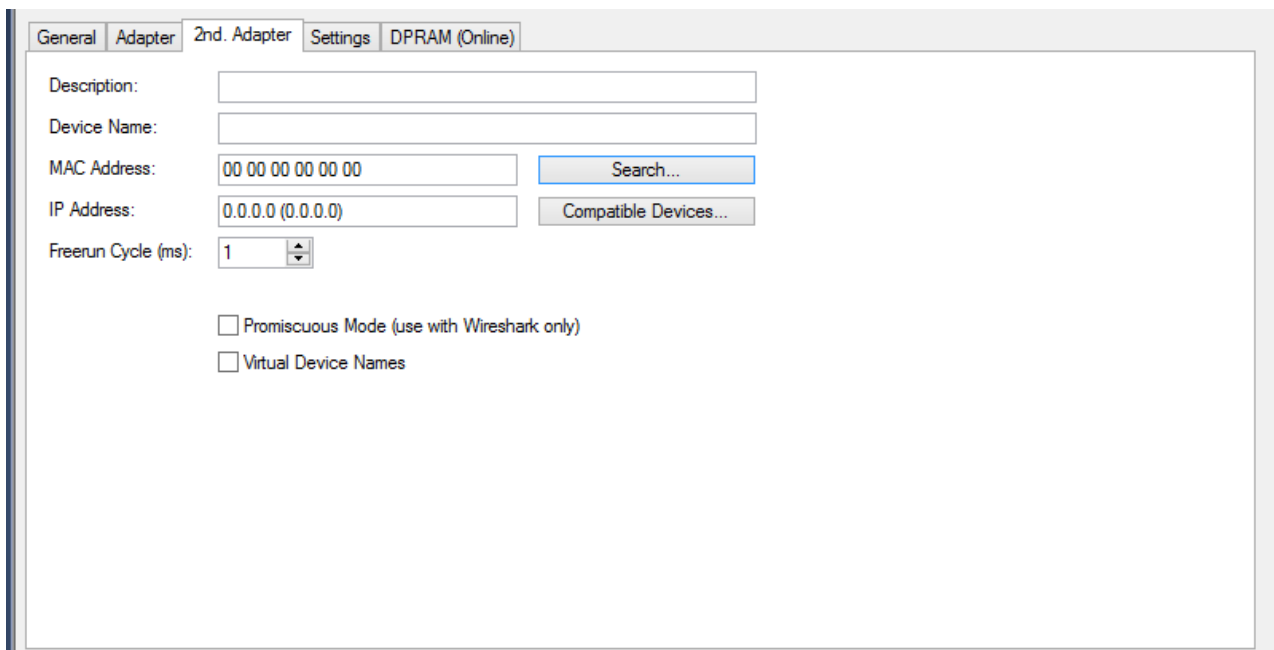 General Adapter 2nd. Adapter Settings DPRAM (Online)
Description:
Device Name:
MAC Address: 00 00 00 00 00 00 Search...
IP Address: 0.0.0.0 (0.0.0.0) Compatible Devices...
Freerun Cycle (ms): 1
Promiscuous Mode (use with Wireshark only)
Virtual Device Names